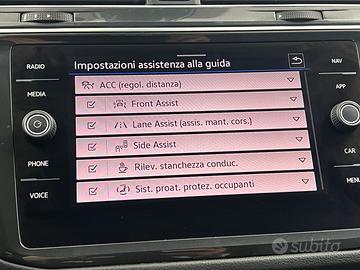 Impostazioni assistenza alla guida
RADIO
MEDIA
PHONE
VOICE
ACC (regol. distanza)
Front Assist
Lane Assist (assis. mant. cors.)
Side Assist
Rilev. stanchezza conduc.
Sist. proat. protez. occupanti
NAV
APP
CAR
MENU
subito